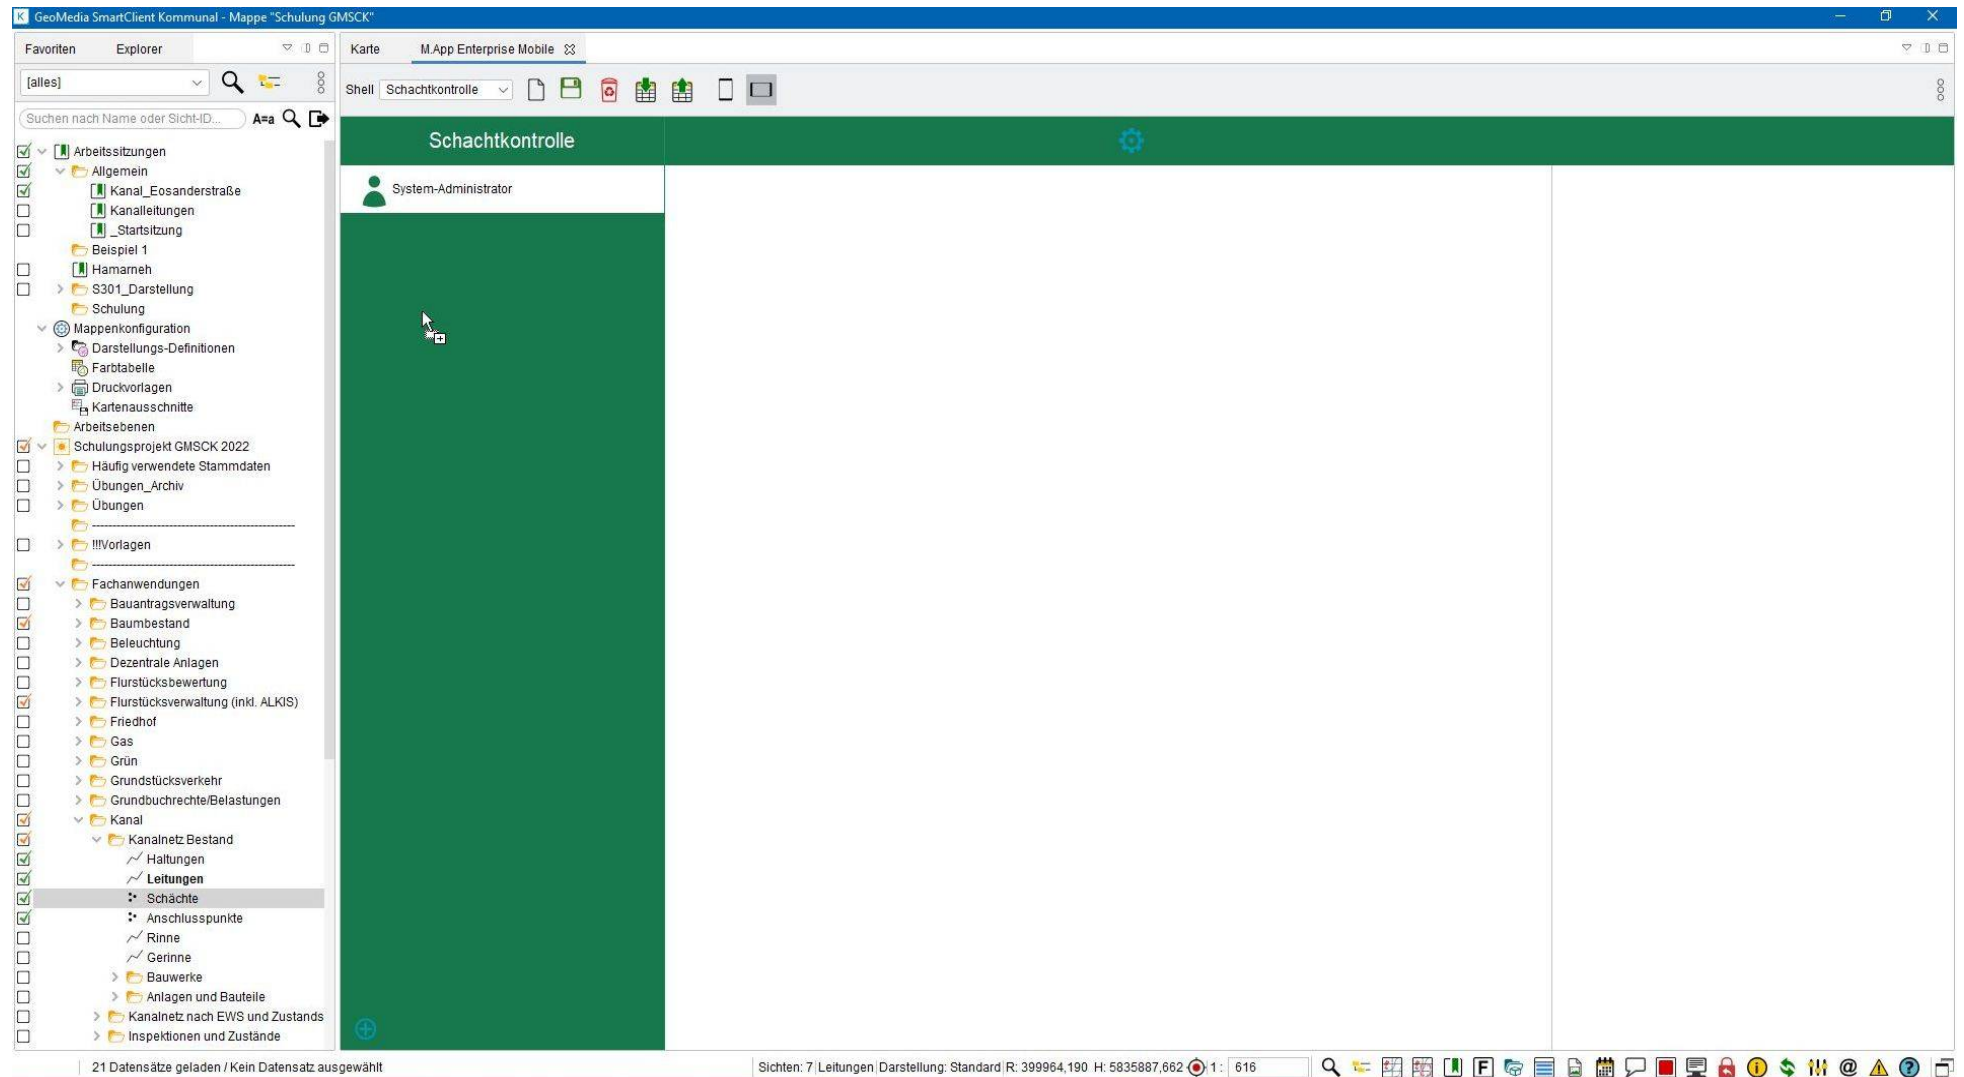 K GeoMedia SmartClient Kommunal - Mappe "Schulung GMSCK"
Favoriten Explorer
[alles]
Suchen nach Name oder Sicht-ID... A=a
Arbeitssitzungen
Allgemein
Kanal_Eosanderstraße
Kanalleitungen
_Startsitzung
Beispiel 1
Hamarneh
S301_Darstellung
Schulung
Mappenkonfiguration
Darstellungs-Definitionen
Farbtabelle
Druckvorlagen
Kartenausschnitte
Arbeitsebenen
Schulungsprojekt GMSCK 2022
Häufig verwendete Stammdaten
Übungen_Archiv
Übungen
--------------------------------------------------
!!!Vorlagen
--------------------------------------------------
Fachanwendungen
Bauantragsverwaltung
Baumbestand
Beleuchtung
Dezentrale Anlagen
Flurstücksbewertung
Flurstücksverwaltung (inkl. ALKIS)
Friedhof
Gas
Grün
Grundstücksverkehr
Grundbuchrechte/Belastungen
Kanal
Kanalnetz Bestand
Haltungen
Leitungen
Schächte
Anschlusspunkte
Rinne
Gerinne
Bauwerke
Anlagen und Bauteile
Kanalnetz nach EWS und Zustands
Inspektionen und Zustände
Karte M.App Enterprise Mobile
Shell Schachtkontrolle
Schachtkontrolle
System-Administrator
21 Datensätze geladen / Kein Datensatz ausgewählt
Sichten: 7 Leitungen Darstellung: Standard R: 399964,190 H: 5835887,662 1 : 616
F @